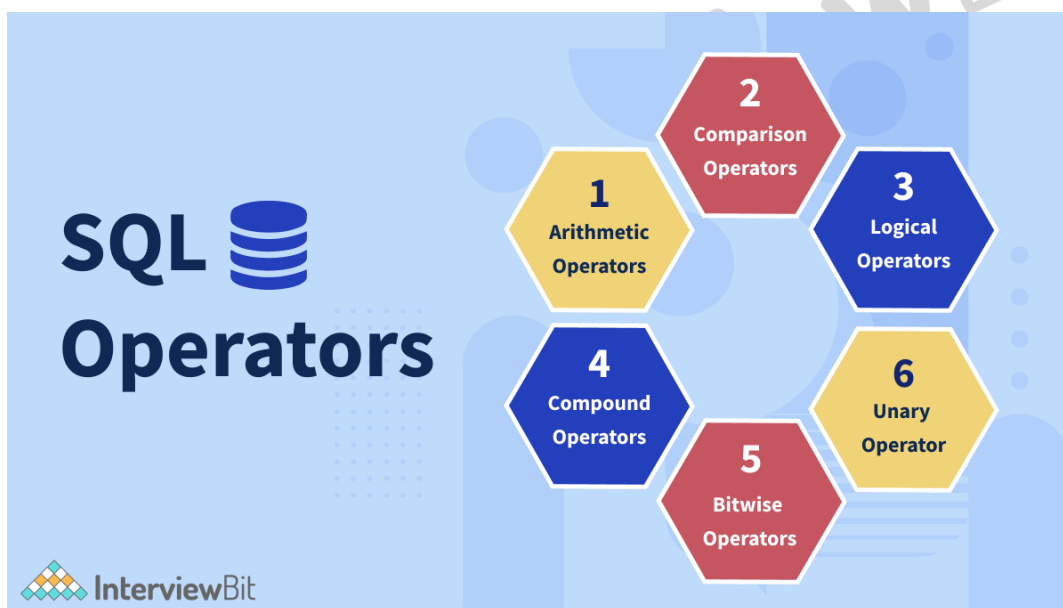 SQL
Operators
1
Arithmetic
Operators
2
Comparison
Operators
3
Logical
Operators
4
Compound
Operators
5
Bitwise
Operators
6
Unary
Operator
InterviewBit